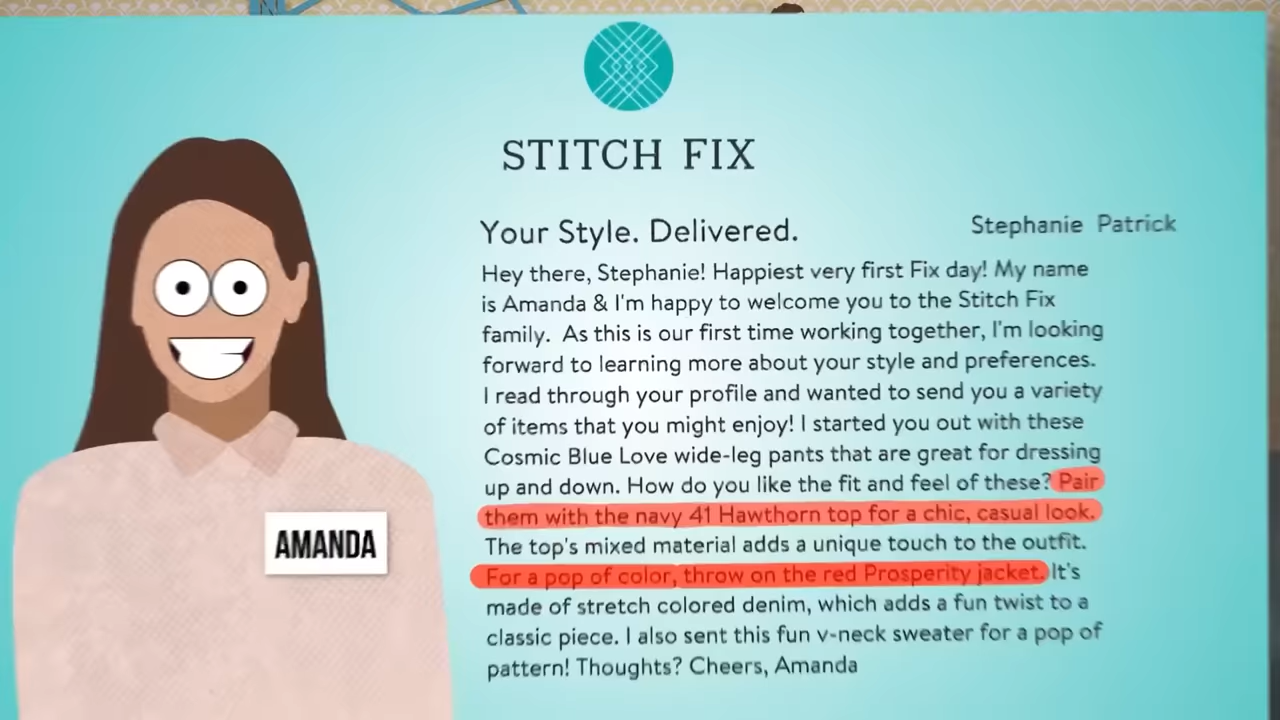 STITCH FIX
Your Style. Delivered.
Stephanie Patrick
Hey there, Stephanie! Happiest very first Fix day! My name
is Amanda & I'm happy to welcome you to the Stitch Fix
family. As this is our first time working together, I'm looking
forward to learning more about your style and preferences.
I read through your profile and wanted to send you a variety
of items that you might enjoy! I started you out with these
Cosmic Blue Love wide-leg pants that are great for dressing
up and down. How do you like the fit and feel of these? Pair
them with the navy 41 Hawthorn top for a chic, casual look.
The top's mixed material adds a unique touch to the outfit.
For a pop of color, throw on the red Prosperity jacket. It's
made of stretch colored denim, which adds a fun twist to a
classic piece. I also sent this fun v-neck sweater for a pop of
pattern! Thoughts? Cheers, Amanda
AMANDA